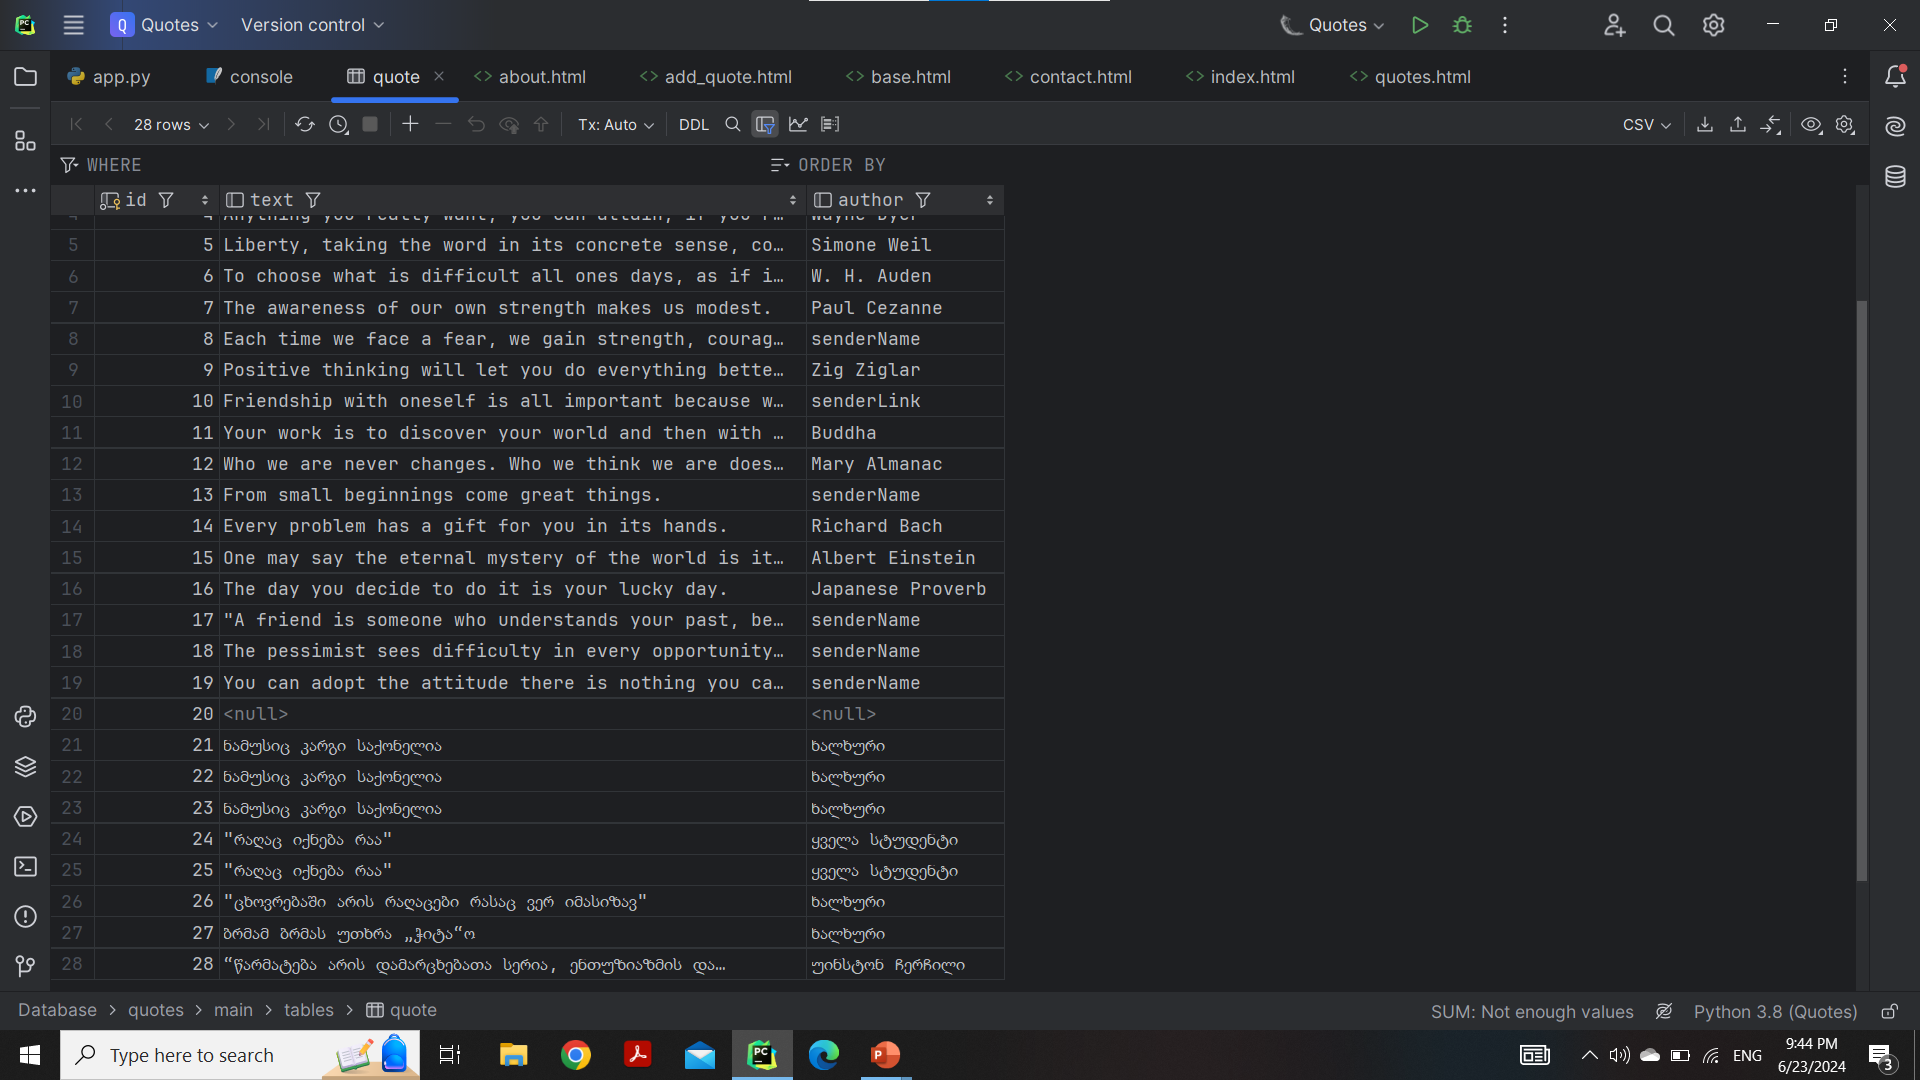 Q Quotes Version control Quotes
app.py console quote about.html add_quote.html base.html contact.html index.html quotes.html
28 rows Tx: Auto DDL CSV
WHERE ORDER BY
id text author
4 4 Anything you really want, you can attain, if you r… Wayne Dyer
5 5 Liberty, taking the word in its concrete sense, co… Simone Weil
6 6 To choose what is difficult all ones days, as if i… W. H. Auden
7 7 The awareness of our own strength makes us modest. Paul Cezanne
8 8 Each time we face a fear, we gain strength, courag… senderName
9 9 Positive thinking will let you do everything bette… Zig Ziglar
10 10 Friendship with oneself is all important because w… senderLink
11 11 Your work is to discover your world and then with … Buddha
12 12 Who we are never changes. Who we think we are does… Mary Almanac
13 13 From small beginnings come great things. senderName
14 14 Every problem has a gift for you in its hands. Richard Bach
15 15 One may say the eternal mystery of the world is it… Albert Einstein
16 16 The day you decide to do it is your lucky day. Japanese Proverb
17 17 "A friend is someone who understands your past, be… senderName
18 18 The pessimist sees difficulty in every opportunity… senderName
19 19 You can adopt the attitude there is nothing you ca… senderName
20 20 <null> <null>
21 21 ნამუსიც კარგი საქონელია ხალხური
22 22 ნამუსიც კარგი საქონელია ხალხური
23 23 ნამუსიც კარგი საქონელია ხალხური
24 24 "რაღაც იქნება რაა" ყველა სტუდენტი
25 25 "რაღაც იქნება რაა" ყველა სტუდენტი
26 26 "ცხოვრებაში არის რაღაცები რასაც ვერ იმასიზავ" ხალხური
27 27 ბრმამ ბრმას უთხრა „ჭიტა“ო ხალხური
28 28 “წარმატება არის დამარცხებათა სერია, ენთუზიაზმის და… უინსტონ ჩერჩილი
Database quotes main tables quote SUM: Not enough values Python 3.8 (Quotes)
Type here to search ENG 9:44 PM
6/23/2024 3